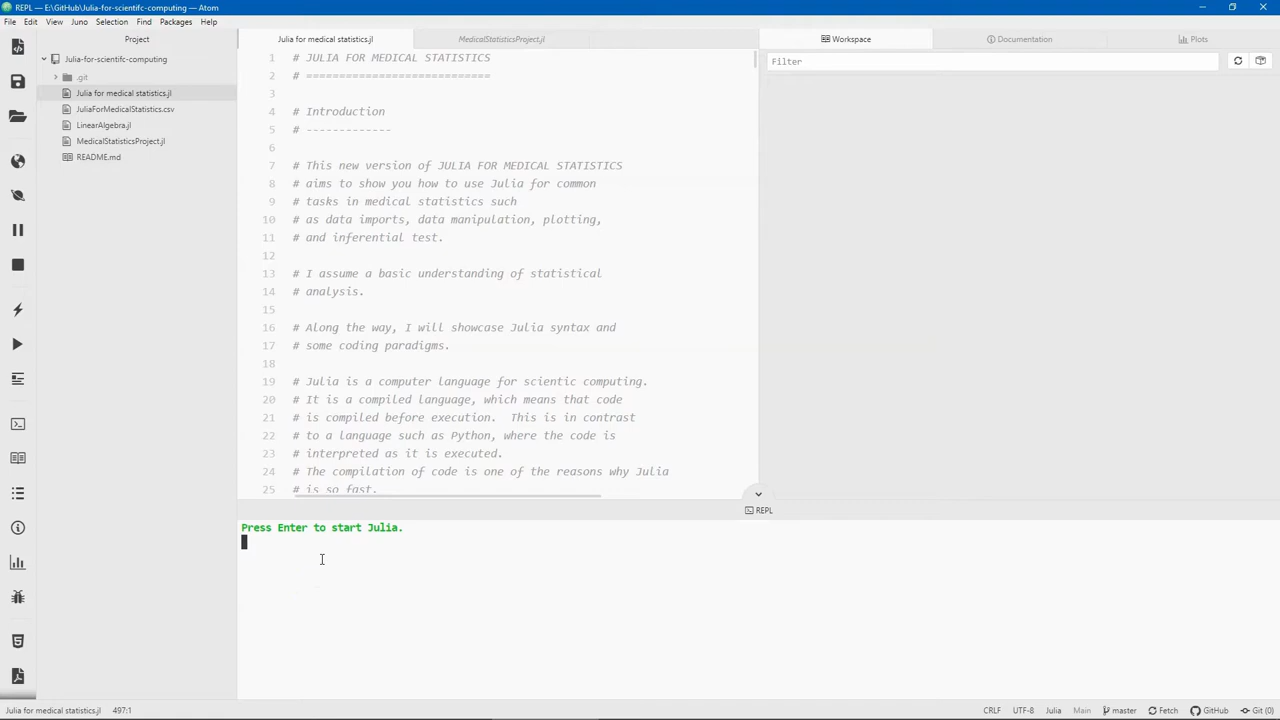 REPL — E:\GitHub\Julia-for-scientifc-computing — Atom
File Edit View Juno Selection Find Packages Help
Project
Julia-for-scientifc-computing
.git
Julia for medical statistics.jl
JuliaForMedicalStatistics.csv
LinearAlgebra.jl
MedicalStatisticsProject.jl
README.md
Julia for medical statistics.jl
MedicalStatisticsProject.jl
1 # JULIA FOR MEDICAL STATISTICS
2 # ============================
3
4 # Introduction
5 # -------------
6
7 # This new version of JULIA FOR MEDICAL STATISTICS
8 # aims to show you how to use Julia for common
9 # tasks in medical statistics such
10 # as data imports, data manipulation, plotting,
11 # and inferential test.
12
13 # I assume a basic understanding of statistical
14 # analysis.
15
16 # Along the way, I will showcase Julia syntax and
17 # some coding paradigms.
18
19 # Julia is a computer language for scientic computing.
20 # It is a compiled language, which means that code
21 # is compiled before execution.  This is in contrast
22 # to a language such as Python, where the code is
23 # interpreted as it is executed.
24 # The compilation of code is one of the reasons why Julia
25 # is so fast.
Workspace
Documentation
Plots
Filter
REPL
Press Enter to start Julia.
Julia for medical statistics.jl 497:1
CRLF UTF-8 Julia Main master Fetch GitHub Git (0)